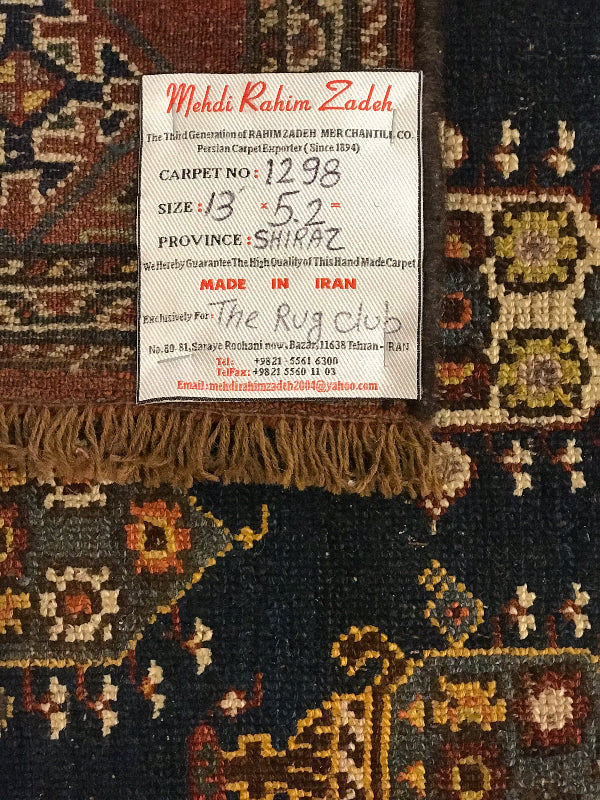 Mehdi Rahim Zadeh
The Third Generation of RAHIMZADEH MERCHANTILE CO.
Persian Carpet Exporter ( Since 1894)
CARPET NO : 1298
SIZE : 13' × 5.2 =
PROVINCE : SHIRAZ
We Hereby Guarantee The High Quality of This Hand Made Carpet
MADE IN IRAN
Exclusively For : The Rug club
No.80-81,Saraye Roohani now, Bazar,11638 Tehran- IRAN
Tel: +9821 -5561 6300
TelFax: +9821 5560 11 03
Email:mehdirahimzadeh2004@yahoo.com